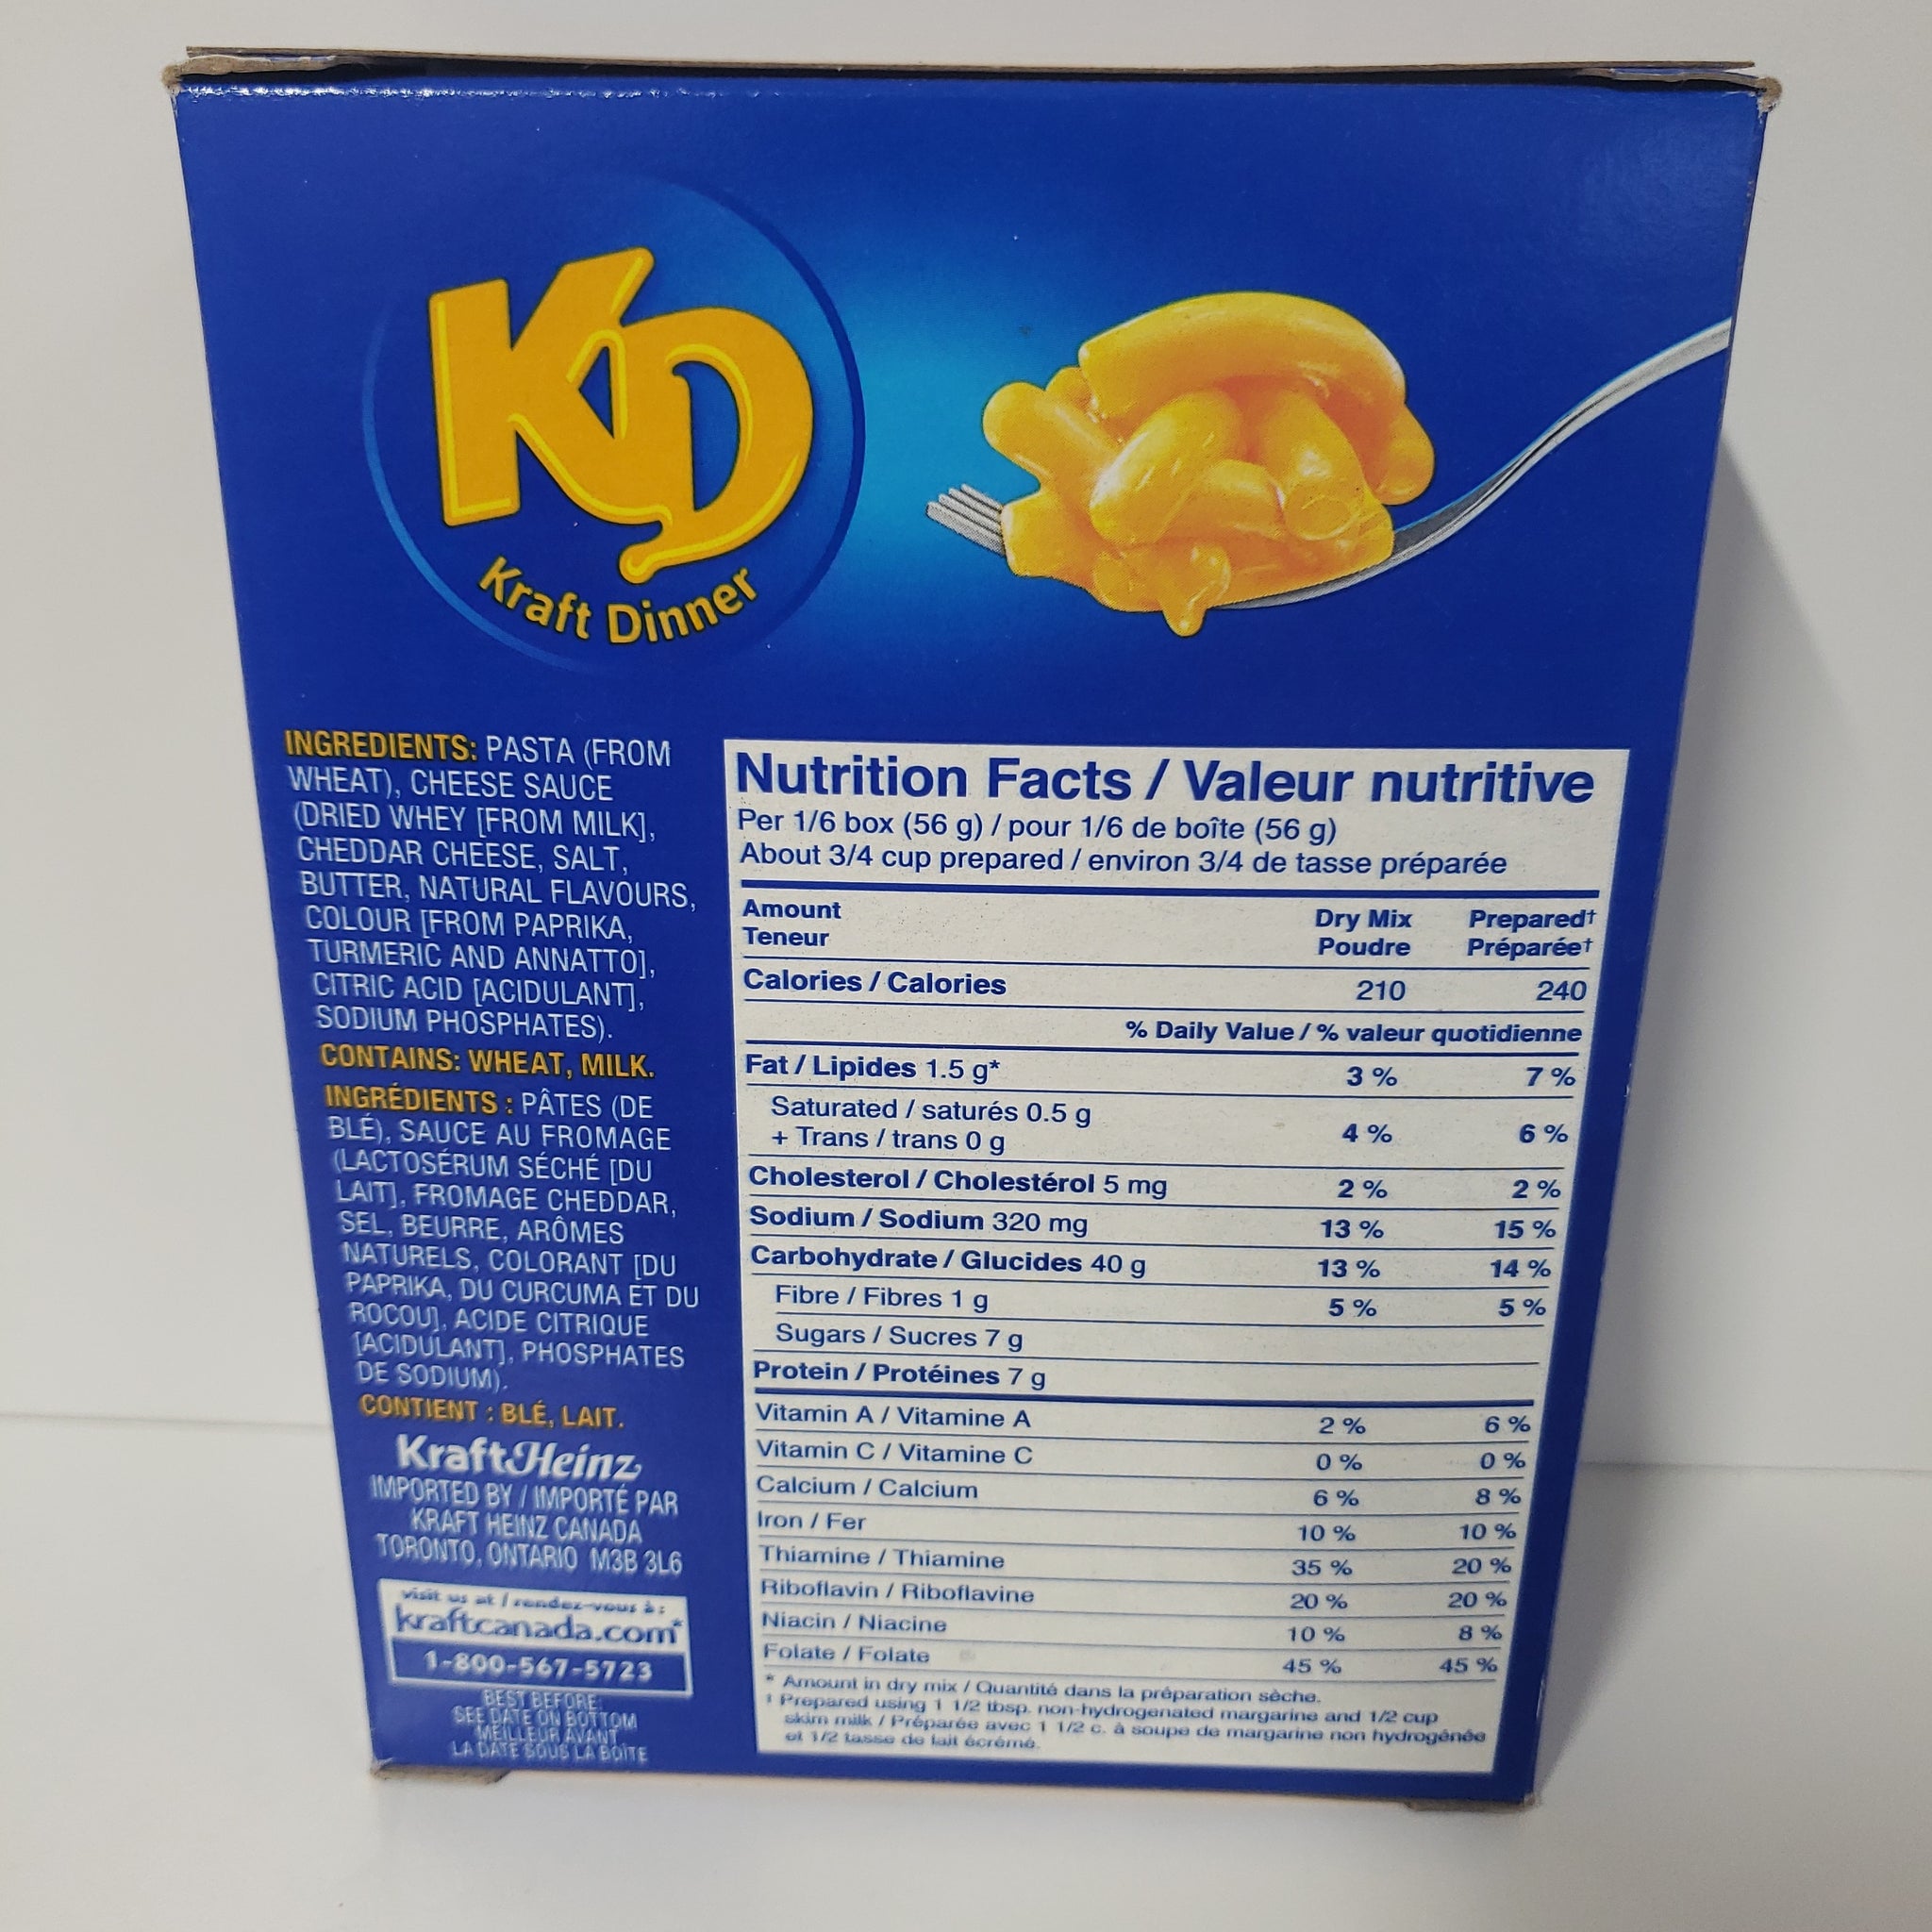 KD
Kraft Dinner
INGREDIENTS: PASTA (FROM
WHEAT), CHEESE SAUCE
(DRIED WHEY [FROM MILK],
CHEDDAR CHEESE, SALT,
BUTTER, NATURAL FLAVOURS,
COLOUR [FROM PAPRIKA,
TURMERIC AND ANNATTO],
CITRIC ACID [ACIDULANT],
SODIUM PHOSPHATES).
CONTAINS: WHEAT, MILK.
INGRÉDIENTS : PÂTES (DE
BLÉ), SAUCE AU FROMAGE
(LACTOSÉRUM SÉCHÉ [DU
LAIT], FROMAGE CHEDDAR,
SEL, BEURRE, ARÔMES
NATURELS, COLORANT [DU
PAPRIKA, DU CURCUMA ET DU
ROCOU], ACIDE CITRIQUE
[ACIDULANT], PHOSPHATES
DE SODIUM).
CONTIENT : BLÉ, LAIT.
KraftHeinz
IMPORTED BY / IMPORTÉ PAR
KRAFT HEINZ CANADA
TORONTO, ONTARIO M3B 3L6
visit us at / rendez-vous à :
kraftcanada.com*
1-800-567-5723
BEST BEFORE:
SEE DATE ON BOTTOM
MEILLEUR AVANT
LA DATE SOUS LA BOÎTE
Nutrition Facts / Valeur nutritive
Per 1/6 box (56 g) / pour 1/6 de boîte (56 g)
About 3/4 cup prepared / environ 3/4 de tasse préparée
Amount Dry Mix Prepared†
Teneur Poudre Préparée†
Calories / Calories 210 240
% Daily Value / % valeur quotidienne
Fat / Lipides 1.5 g* 3 % 7 %
Saturated / saturés 0.5 g
+ Trans / trans 0 g 4 % 6 %
Cholesterol / Cholestérol 5 mg 2 % 2 %
Sodium / Sodium 320 mg 13 % 15 %
Carbohydrate / Glucides 40 g 13 % 14 %
Fibre / Fibres 1 g 5 % 5 %
Sugars / Sucres 7 g
Protein / Protéines 7 g
Vitamin A / Vitamine A 2 % 6 %
Vitamin C / Vitamine C 0 % 0 %
Calcium / Calcium 6 % 8 %
Iron / Fer 10 % 10 %
Thiamine / Thiamine 35 % 20 %
Riboflavin / Riboflavine 20 % 20 %
Niacin / Niacine 10 % 8 %
Folate / Folate 45 % 45 %
* Amount in dry mix / Quantité dans la préparation sèche.
† Prepared using 1 1/2 tbsp. non-hydrogenated margarine and 1/2 cup
skim milk / Préparée avec 1 1/2 c. à soupe de margarine non hydrogénée
et 1/2 tasse de lait écrémé.